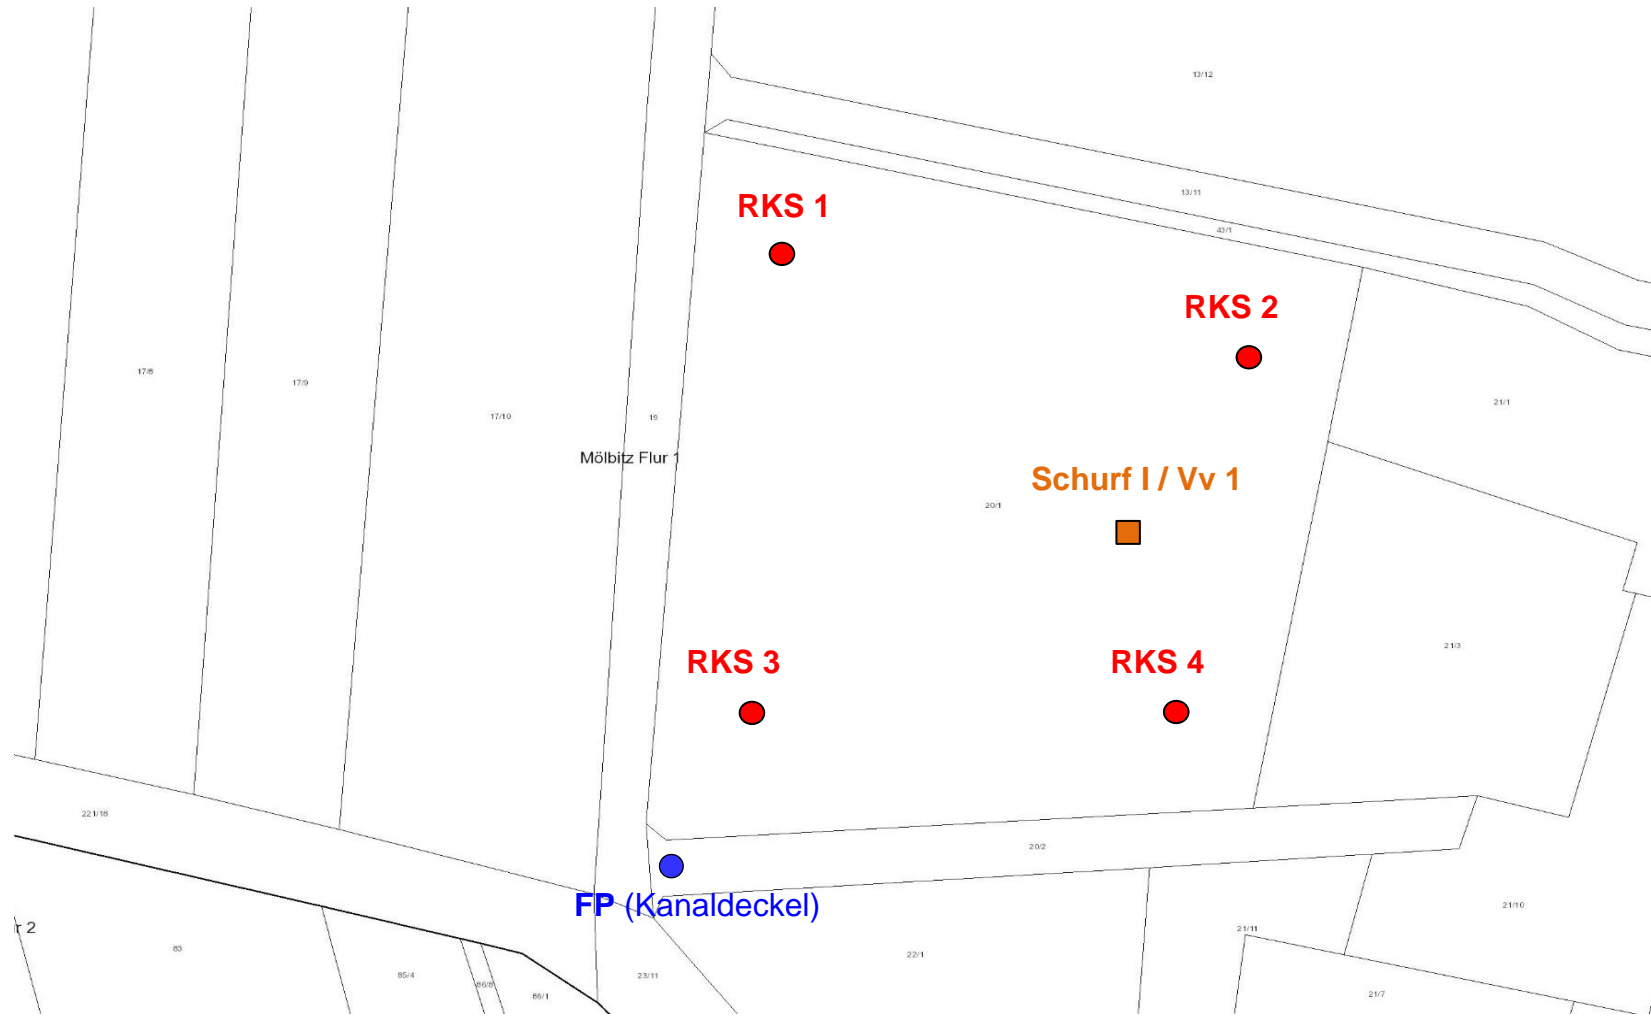 13/12
13/11
RKS 1
43/1
RKS 2
17/8
17/9
17/10
19
21/1
Mölbitz Flur 1
Schurf I / Vv 1
20/1
RKS 3
RKS 4
21/3
221/18
20/2
FP (Kanaldeckel)
21/10
r 2
83
21/11
22/1
85/4
23/11
86/8
86/1
21/7